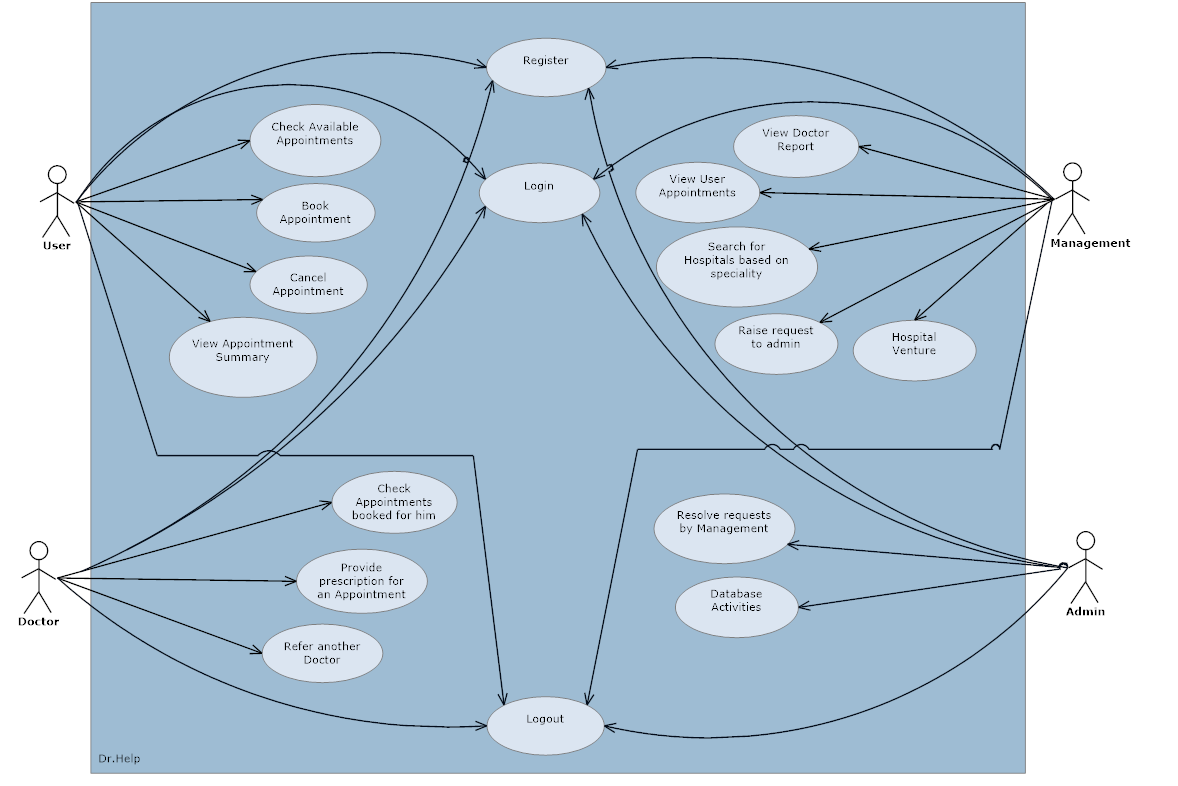 Register
Check Available
Appointments
View Doctor
Report
Login
View User
Appointments
Book
Appointment
User
Management
Search for
Hospitals based on
speciality
Cancel
Appointment
View Appointment
Summary
Raise request
to admin
Hospital
Venture
Check
Appointments
booked for him
Resolve requests
by Management
Provide
prescription for
an Appointment
Database
Activities
Doctor
Admin
Refer another
Doctor
Logout
Dr.Help